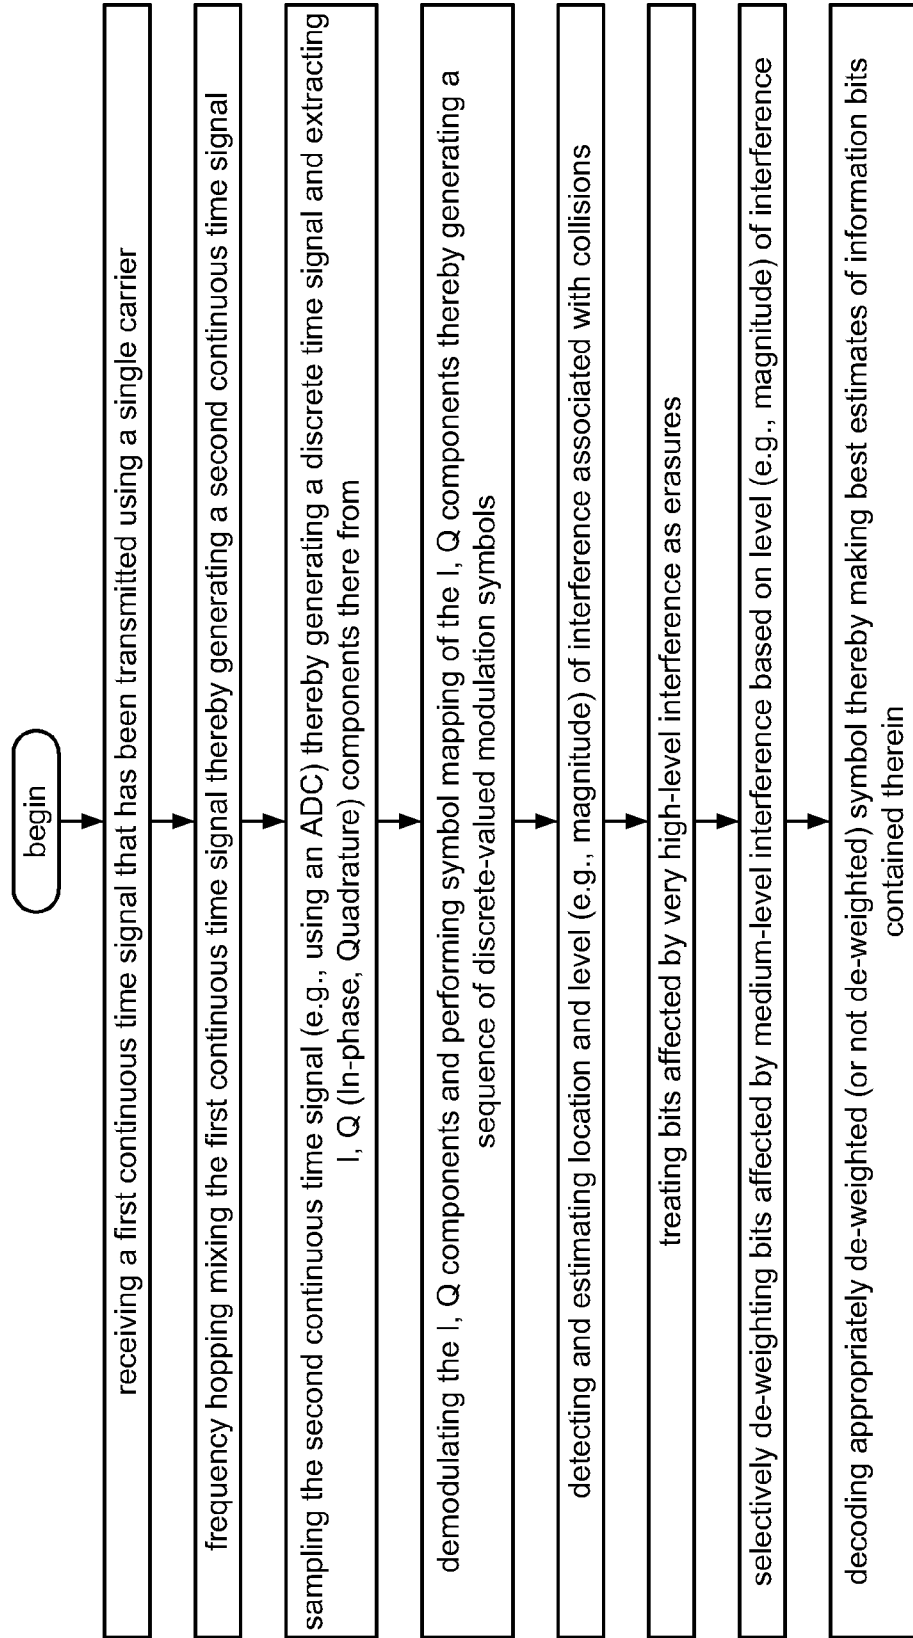 begin
receiving a first continuous time signal that has been transmitted using a single carrier
frequency hopping mixing the first continuous time signal thereby generating a second continuous time signal
sampling the second continuous time signal (e.g., using an ADC) thereby generating a discrete time signal and extracting
I, Q (In-phase, Quadrature) components there from
demodulating the I, Q components and performing symbol mapping of the I, Q components thereby generating a
sequence of discrete-valued modulation symbols
detecting and estimating location and level (e.g., magnitude) of interference associated with collisions
treating bits affected by very high-level interference as erasures
selectively de-weighting bits affected by medium-level interference based on level (e.g., magnitude) of interference
decoding appropriately de-weighted (or not de-weighted) symbol thereby making best estimates of information bits
contained therein